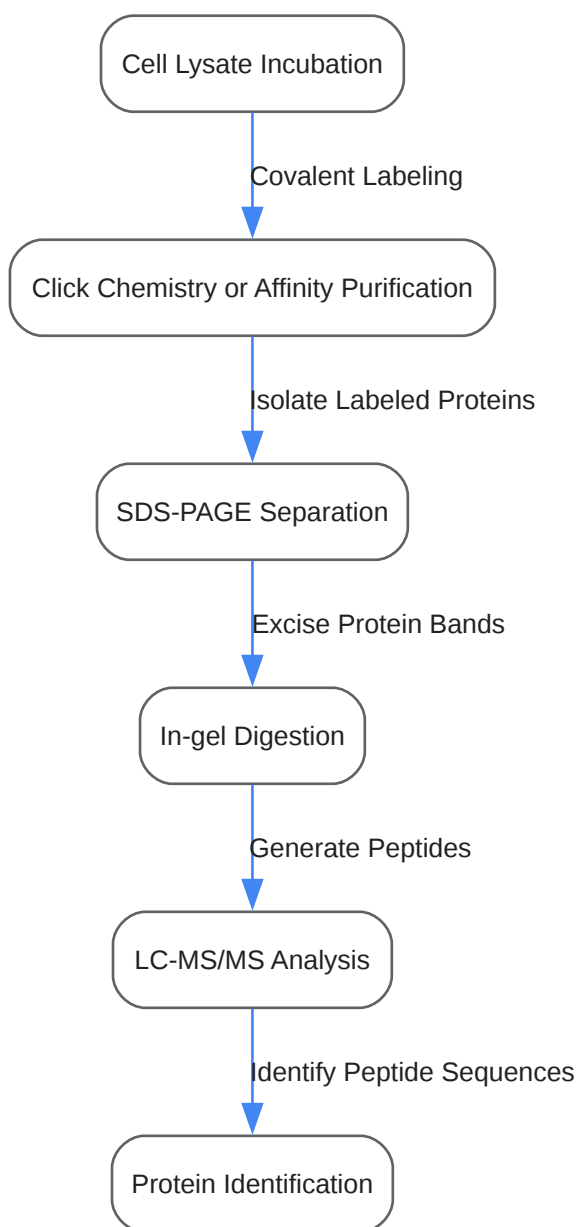 Cell Lysate Incubation
Covalent Labeling
Click Chemistry or Affinity Purification
Isolate Labeled Proteins
SDS-PAGE Separation
Excise Protein Bands
In-gel Digestion
Generate Peptides
LC-MS/MS Analysis
Identify Peptide Sequences
Protein Identification